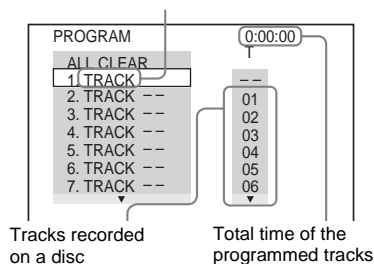 PROGRAM 0:00:00
T
ALL CLEAR
1. TRACK – –
2. TRACK – – 01
3. TRACK – – 02
4. TRACK – – 03
5. TRACK – – 04
6. TRACK – – 05
7. TRACK – – 06
Tracks recorded
on a disc
Total time of the
programmed tracks